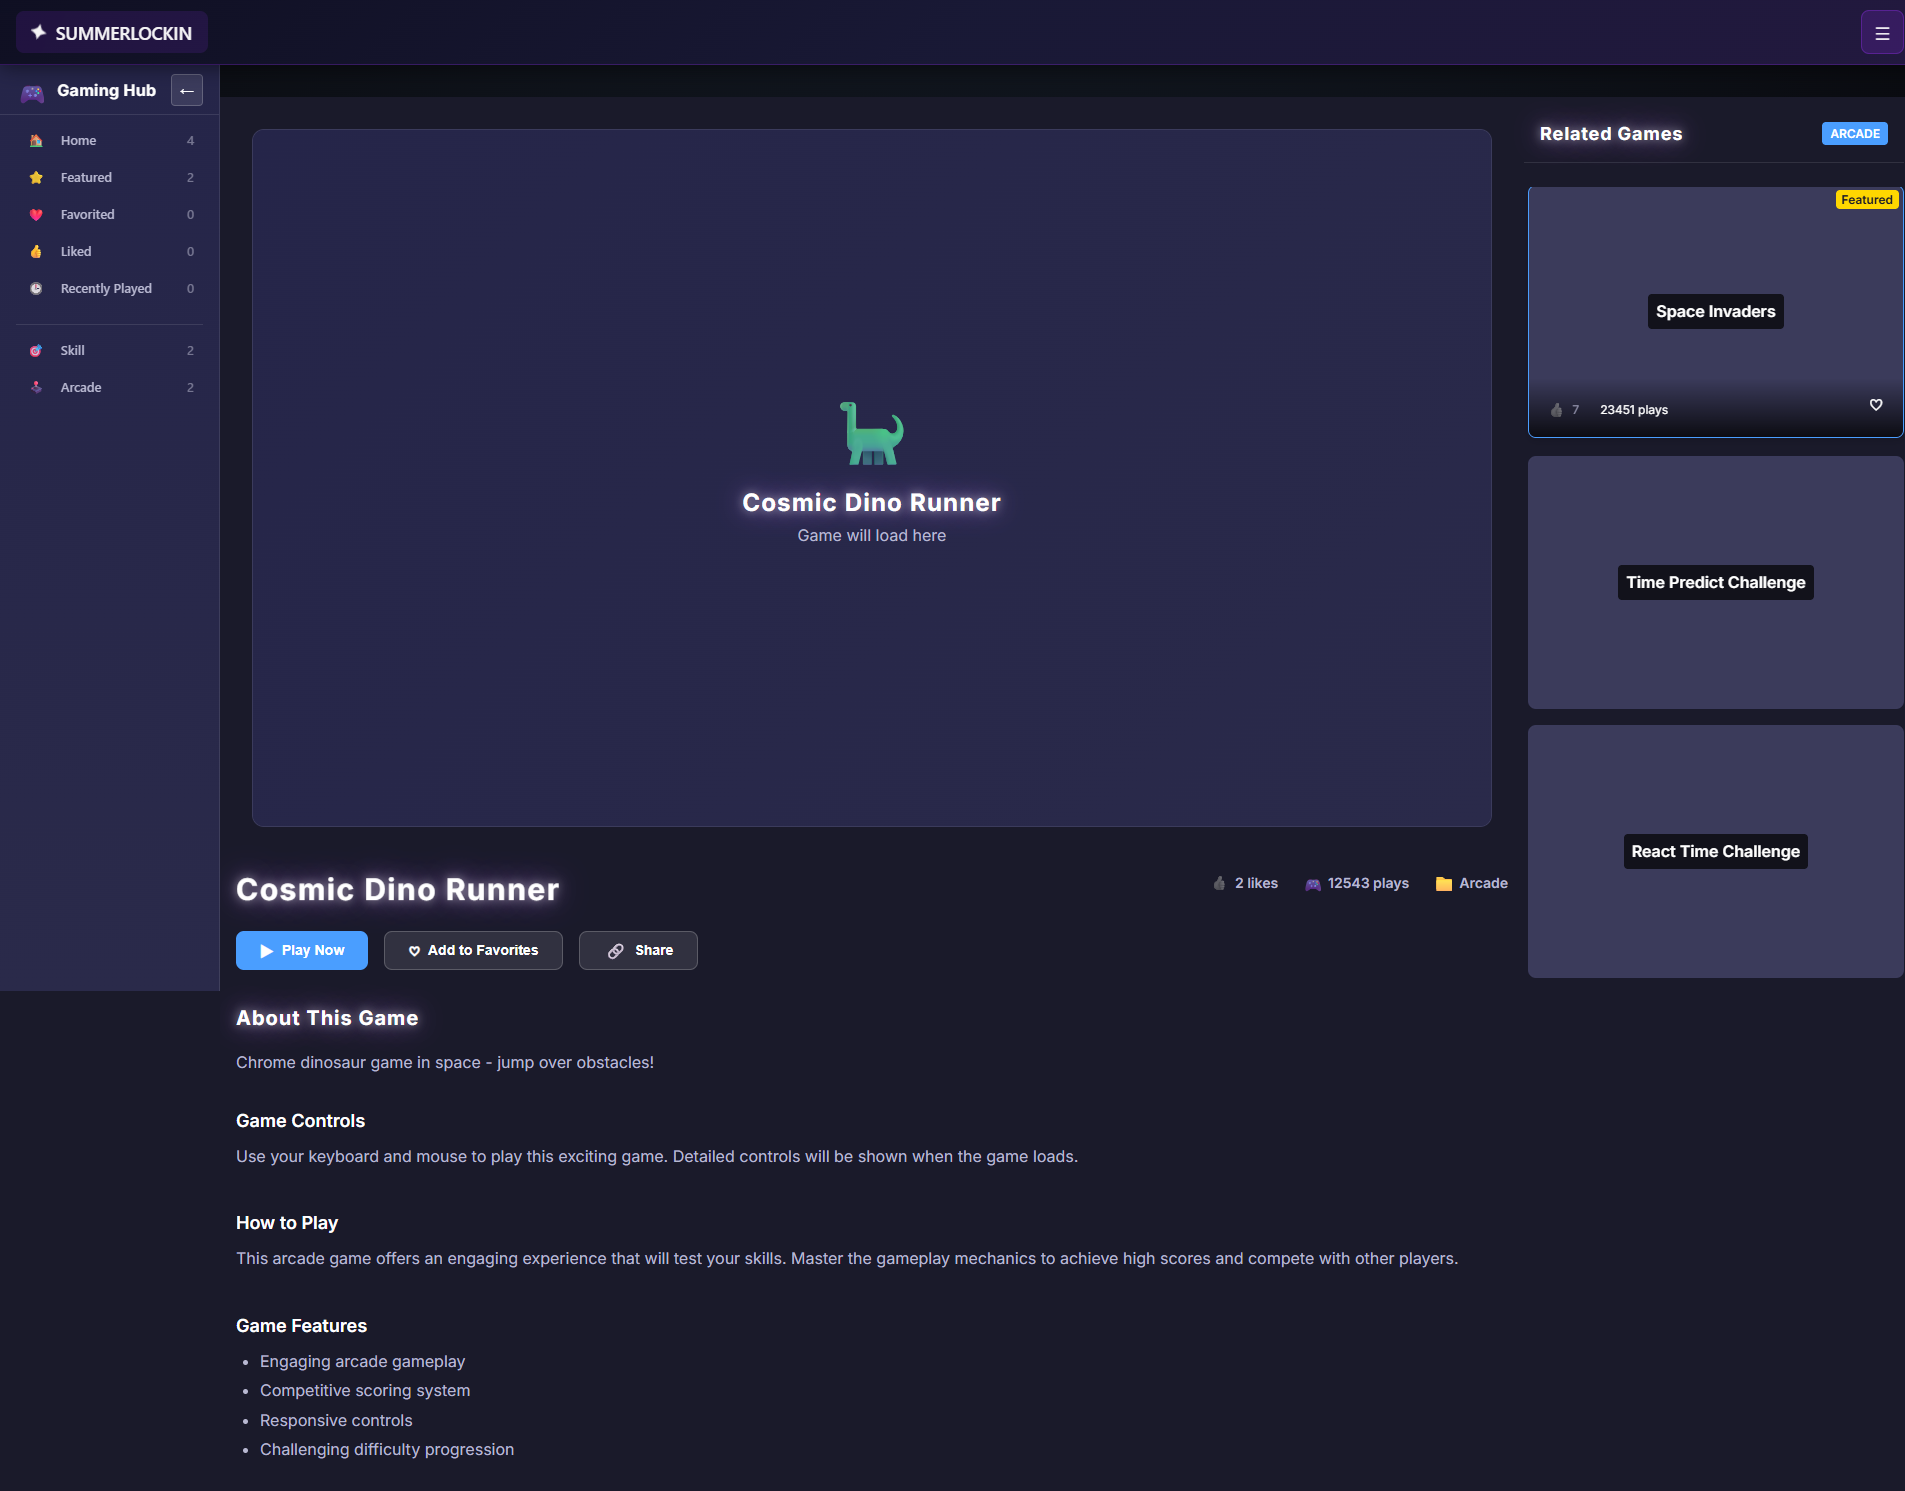 SUMMERLOCKIN
Gaming Hub
Home 4
Featured 2
Favorited 0
Liked 0
Recently Played 0
Skill 2
Arcade 2
Cosmic Dino Runner
Game will load here
Related Games
ARCADE
Featured
Space Invaders
7 23451 plays
Time Predict Challenge
React Time Challenge
Cosmic Dino Runner
2 likes 12543 plays Arcade
Play Now Add to Favorites Share
About This Game
Chrome dinosaur game in space - jump over obstacles!
Game Controls
Use your keyboard and mouse to play this exciting game. Detailed controls will be shown when the game loads.
How to Play
This arcade game offers an engaging experience that will test your skills. Master the gameplay mechanics to achieve high scores and compete with other players.
Game Features
• Engaging arcade gameplay
• Competitive scoring system
• Responsive controls
• Challenging difficulty progression